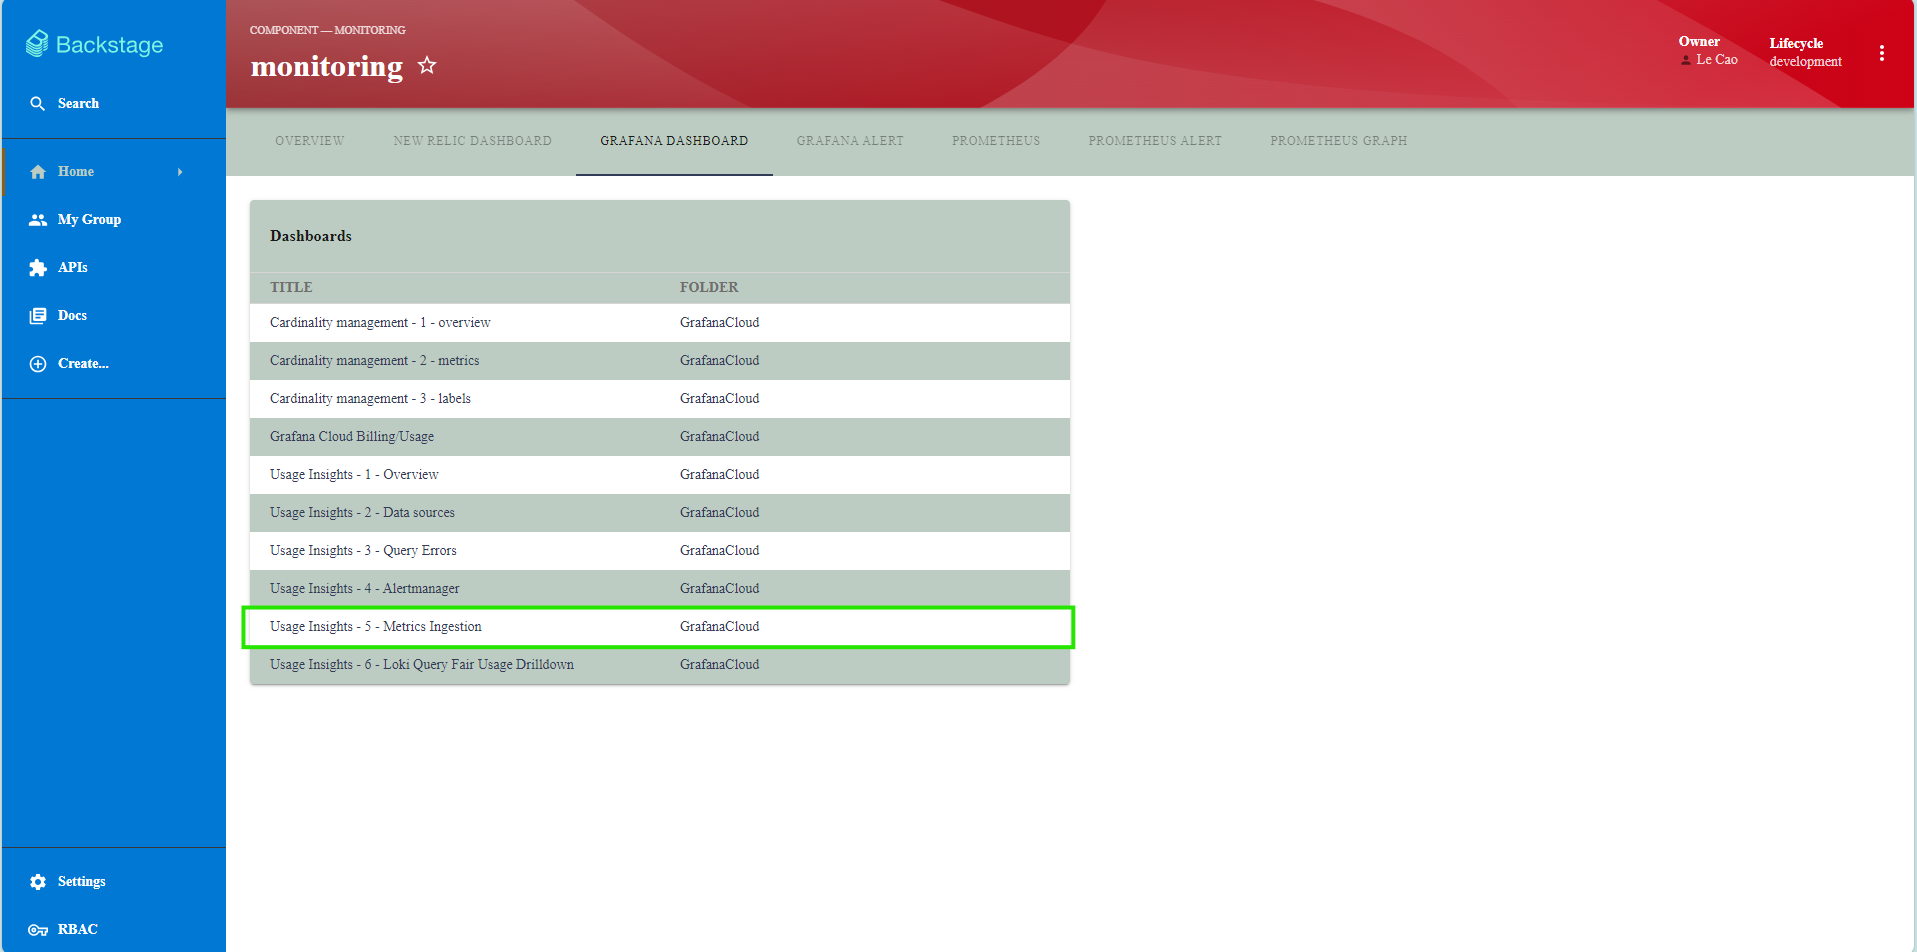 Backstage
Search
Home
My Group
APIs
Docs
Create...
Settings
RBAC
COMPONENT — MONITORING
monitoring
Owner
Le Cao
Lifecycle
development
OVERVIEW NEW RELIC DASHBOARD GRAFANA DASHBOARD GRAFANA ALERT PROMETHEUS PROMETHEUS ALERT PROMETHEUS GRAPH
Dashboards
TITLE FOLDER
Cardinality management - 1 - overview GrafanaCloud
Cardinality management - 2 - metrics GrafanaCloud
Cardinality management - 3 - labels GrafanaCloud
Grafana Cloud Billing/Usage GrafanaCloud
Usage Insights - 1 - Overview GrafanaCloud
Usage Insights - 2 - Data sources GrafanaCloud
Usage Insights - 3 - Query Errors GrafanaCloud
Usage Insights - 4 - Alertmanager GrafanaCloud
Usage Insights - 5 - Metrics Ingestion GrafanaCloud
Usage Insights - 6 - Loki Query Fair Usage Drilldown GrafanaCloud